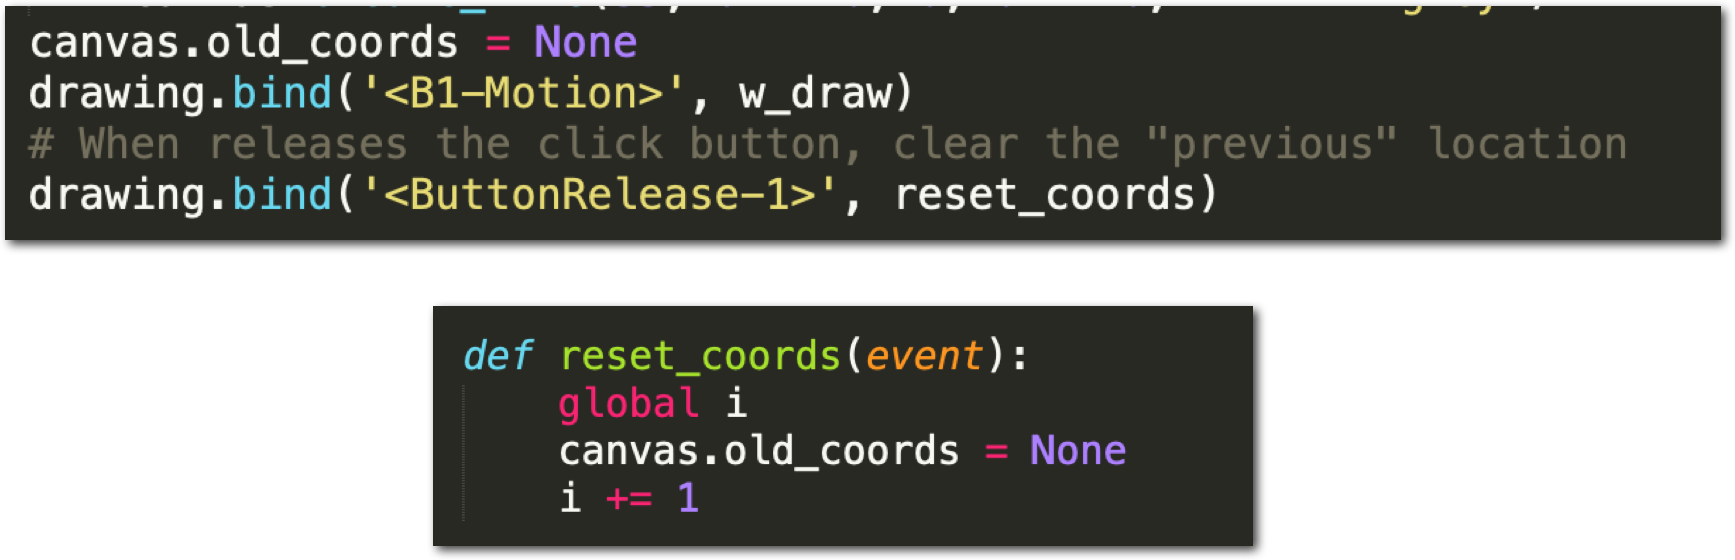 canvas.old_coords = None
drawing.bind('<B1-Motion>', w_draw)
# When releases the click button, clear the "previous" location
drawing.bind('<ButtonRelease-1>', reset_coords)
def reset_coords(event):
    global i
    canvas.old_coords = None
    i += 1